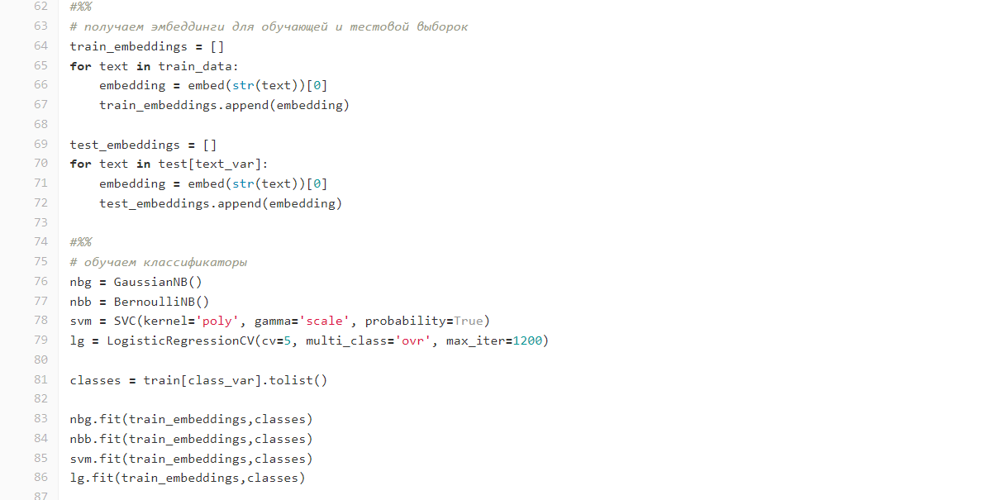 62 #%%
63 # получаем эмбеддинги для обучающей и тестовой выборок
64 train_embeddings = []
65 for text in train_data:
66     embedding = embed(str(text))[0]
67     train_embeddings.append(embedding)
68
69 test_embeddings = []
70 for text in test[text_var]:
71     embedding = embed(str(text))[0]
72     test_embeddings.append(embedding)
73
74 #%%
75 # обучаем классификаторы
76 nbg = GaussianNB()
77 nbb = BernoulliNB()
78 svm = SVC(kernel='poly', gamma='scale', probability=True)
79 lg = LogisticRegressionCV(cv=5, multi_class='ovr', max_iter=1200)
80
81 classes = train[class_var].tolist()
82
83 nbg.fit(train_embeddings,classes)
84 nbb.fit(train_embeddings,classes)
85 svm.fit(train_embeddings,classes)
86 lg.fit(train_embeddings,classes)
87